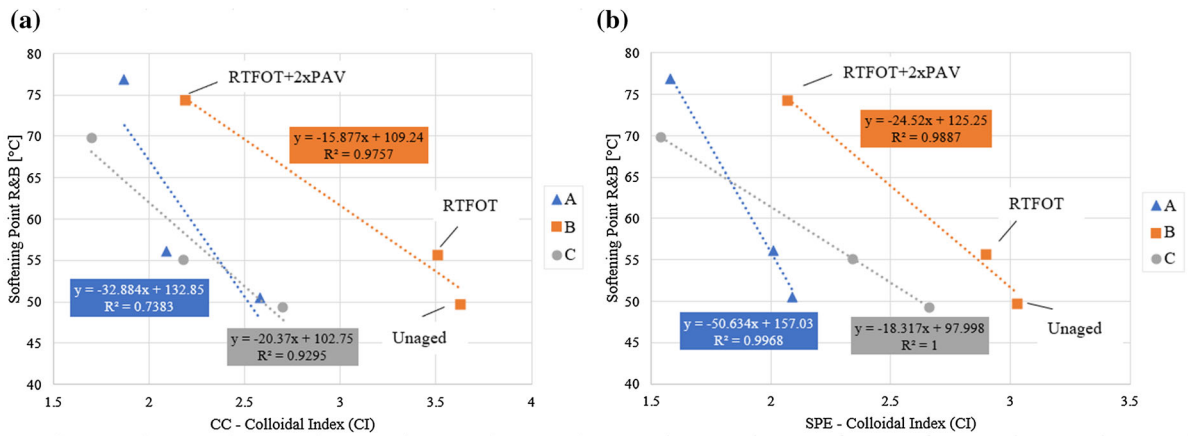 (a)
80
75
70
65
60
55
50
45
40
Softening Point R&B [°C]
1.5 2 2.5 3 3.5 4
CC - Colloidal Index (CI)
RTFOT+2xPAV
y = -15.877x + 109.24
R² = 0.9757
RTFOT
Unaged
y = -32.884x + 132.85
R² = 0.7383
y = -20.37x + 102.75
R² = 0.9295
A
B
C
(b)
80
75
70
65
60
55
50
45
40
Softening Point R&B [°C]
1.5 2 2.5 3 3.5
SPE - Colloidal Index (CI)
RTFOT+2xPAV
y = -24.52x + 125.25
R² = 0.9887
RTFOT
Unaged
y = -50.634x + 157.03
R² = 0.9968
y = -18.317x + 97.998
R² = 1
A
B
C